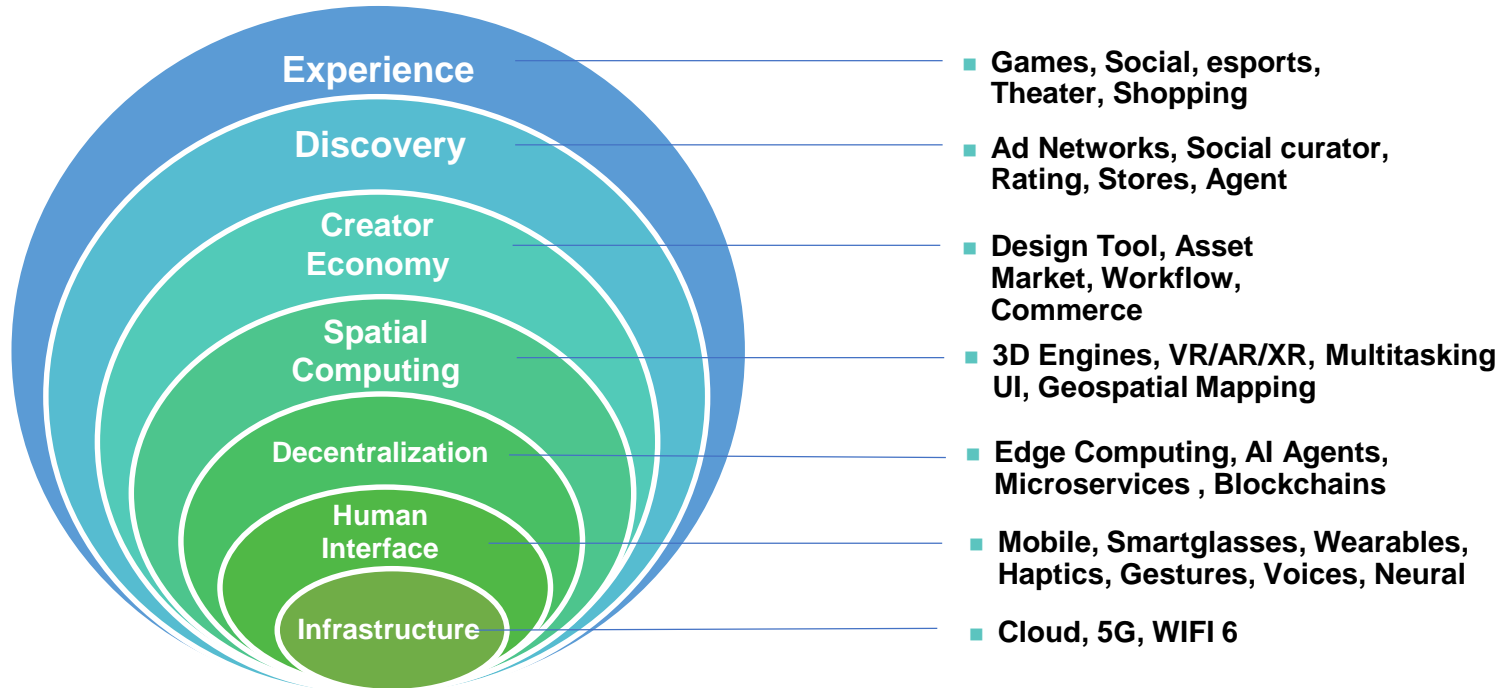 Experience
Games, Social, esports,
Theater, Shopping
Discovery
Ad Networks, Social curator,
Rating, Stores, Agent
Creator
Economy
Design Tool, Asset
Market, Workflow,
Commerce
Spatial
Computing
3D Engines, VR/AR/XR, Multitasking
UI, Geospatial Mapping
Decentralization
Edge Computing, AI Agents,
Microservices , Blockchains
Human
Interface
Mobile, Smartglasses, Wearables,
Haptics, Gestures, Voices, Neural
Infrastructure
Cloud, 5G, WIFI 6